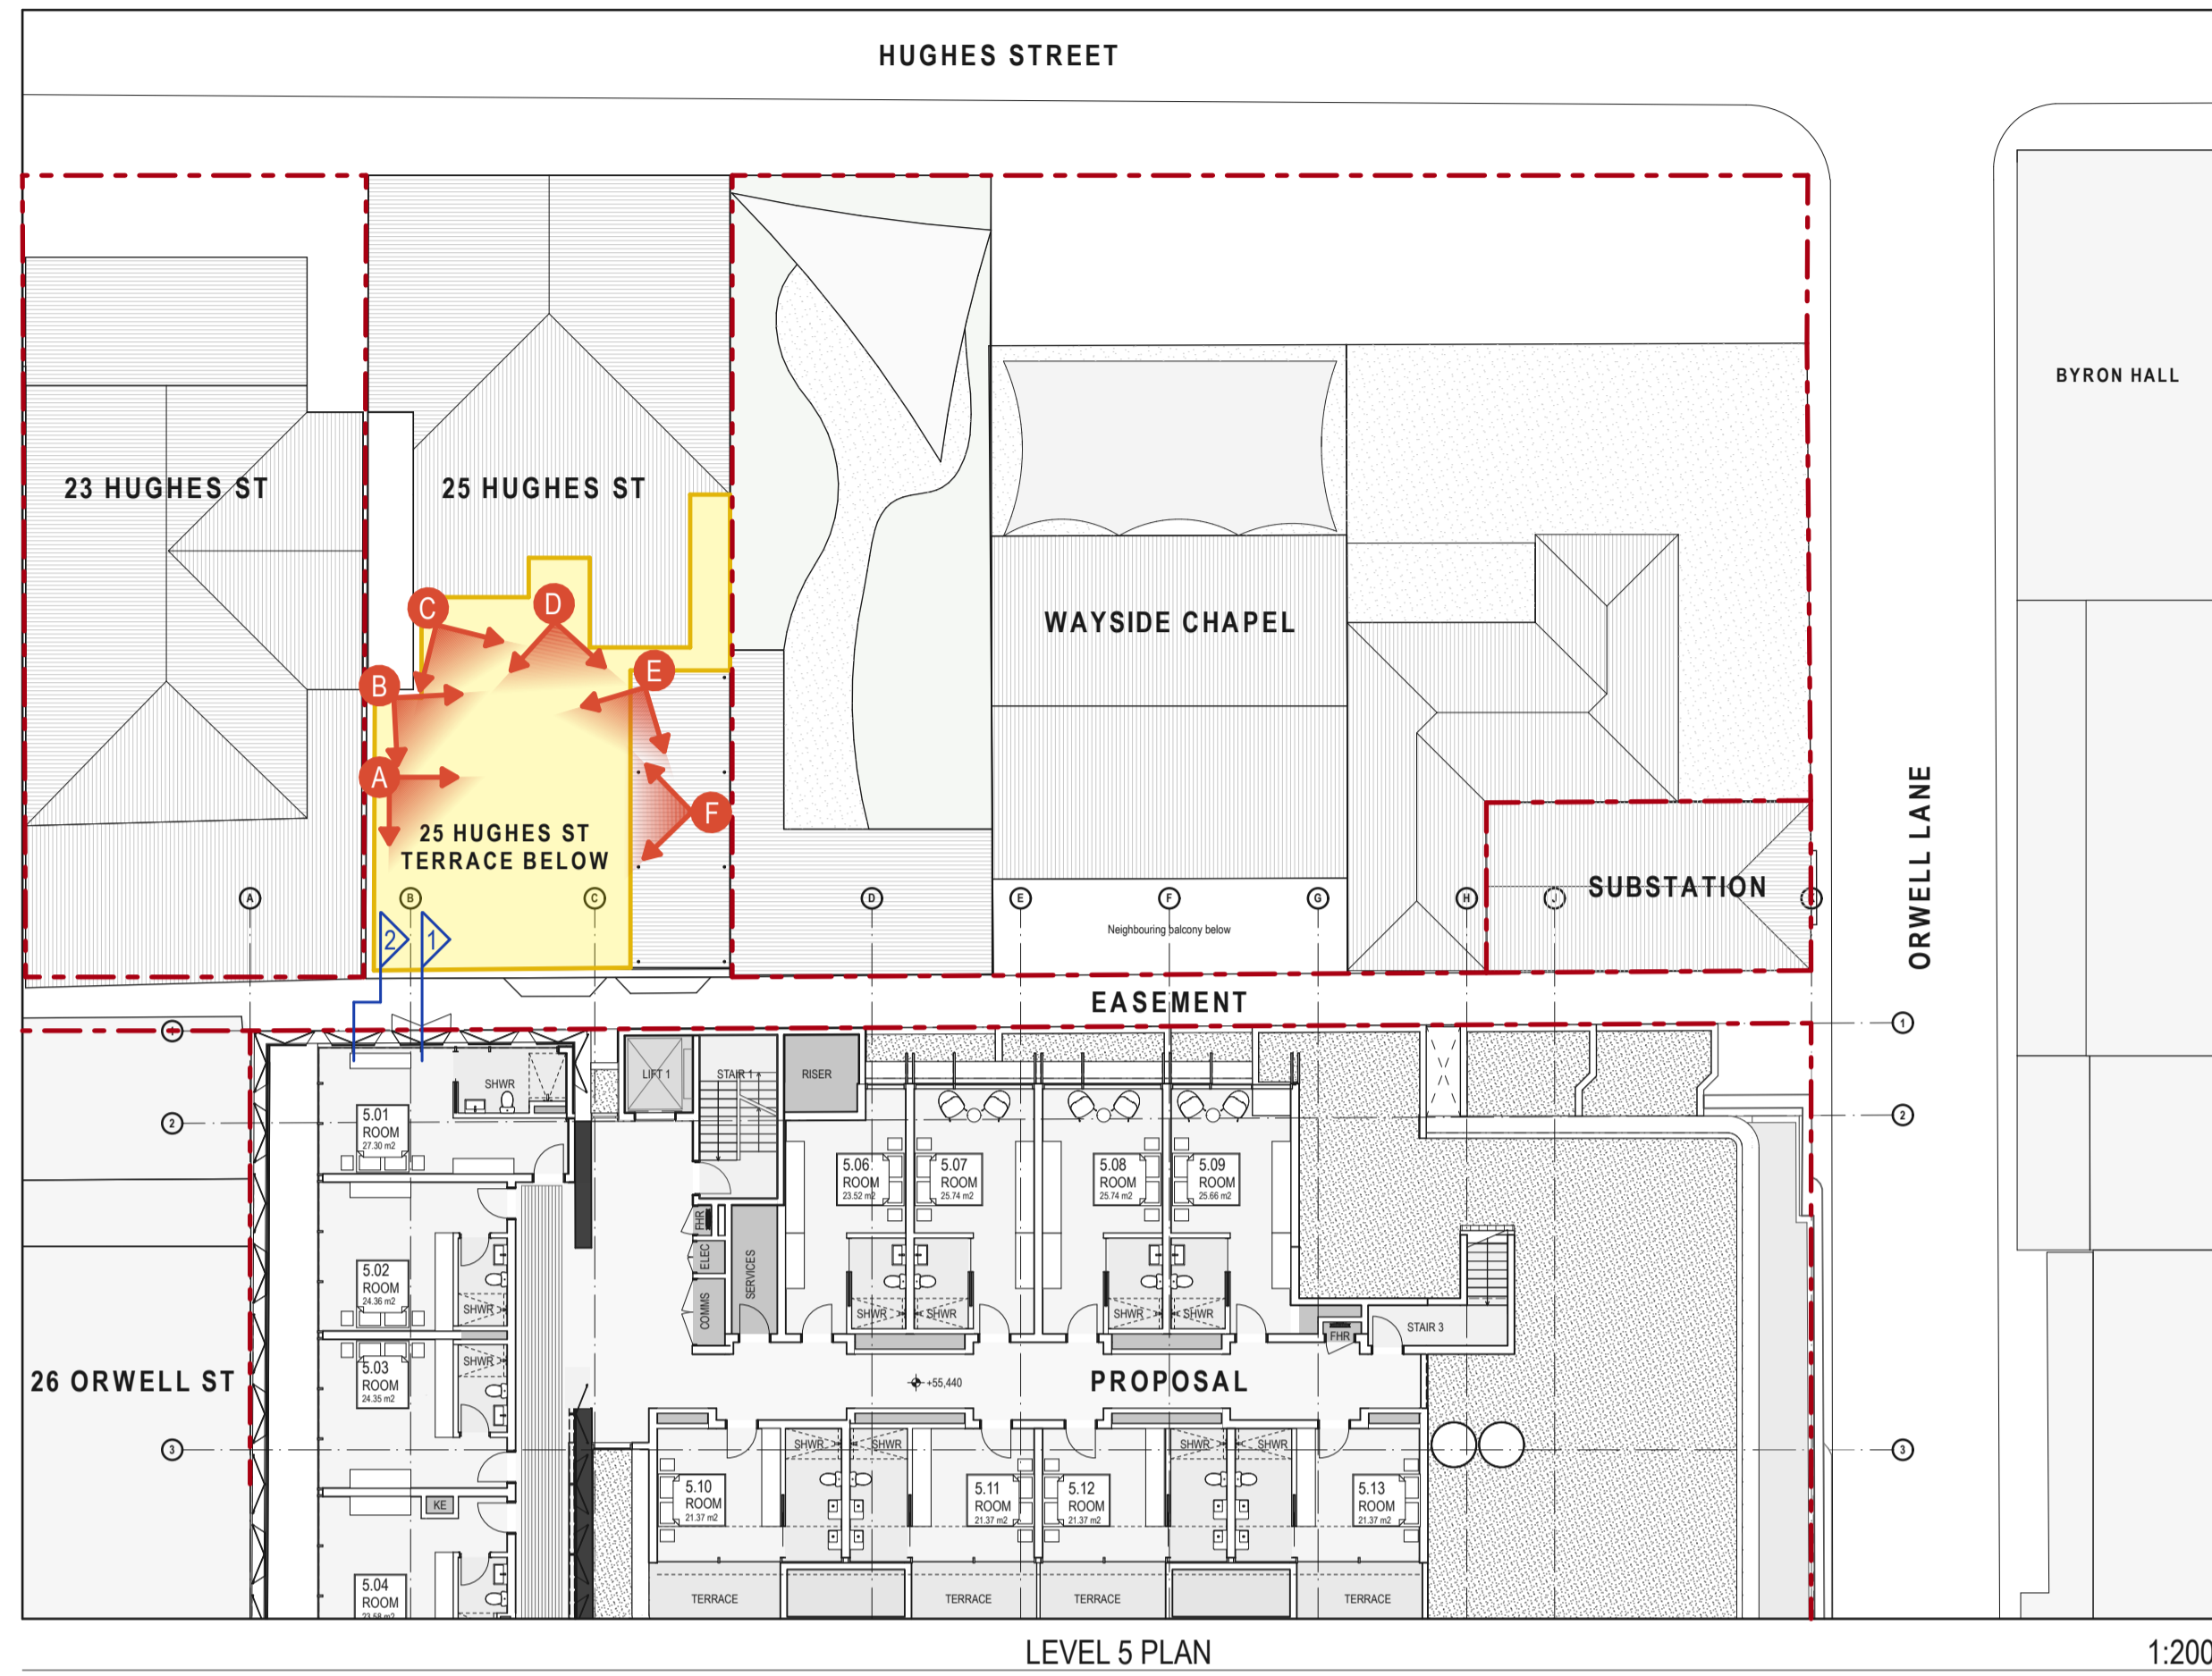 HUGHES STREET
BYRON HALL
23 HUGHES ST
25 HUGHES ST
WAYSIDE CHAPEL
C
D
E
B
A
F
25 HUGHES ST
TERRACE BELOW
ORWELL LANE
SUBSTATION
A
B
C
D
E
F
G
H
J
Neighbouring balcony below
2
1
EASEMENT
1
LIFT 1
STAIR 1
RISER
SHWR
2
2
5.01
ROOM
27.30 m2
5.06
ROOM
23.52 m2
5.07
ROOM
25.74 m2
5.08
ROOM
25.74 m2
5.09
ROOM
25.66 m2
FHR
ELEC
COMMS
SERVICES
5.02
ROOM
24.36 m2
SHWR
SHWR
SHWR
SHWR
SHWR
FHR
STAIR 3
5.03
ROOM
24.35 m2
SHWR
26 ORWELL ST
+55,440
PROPOSAL
3
SHWR
SHWR
SHWR
SHWR
3
5.10
ROOM
21.37 m2
5.11
ROOM
21.37 m2
5.12
ROOM
21.37 m2
5.13
ROOM
21.37 m2
KE
5.04
ROOM
TERRACE
TERRACE
TERRACE
TERRACE
LEVEL 5 PLAN
1:200